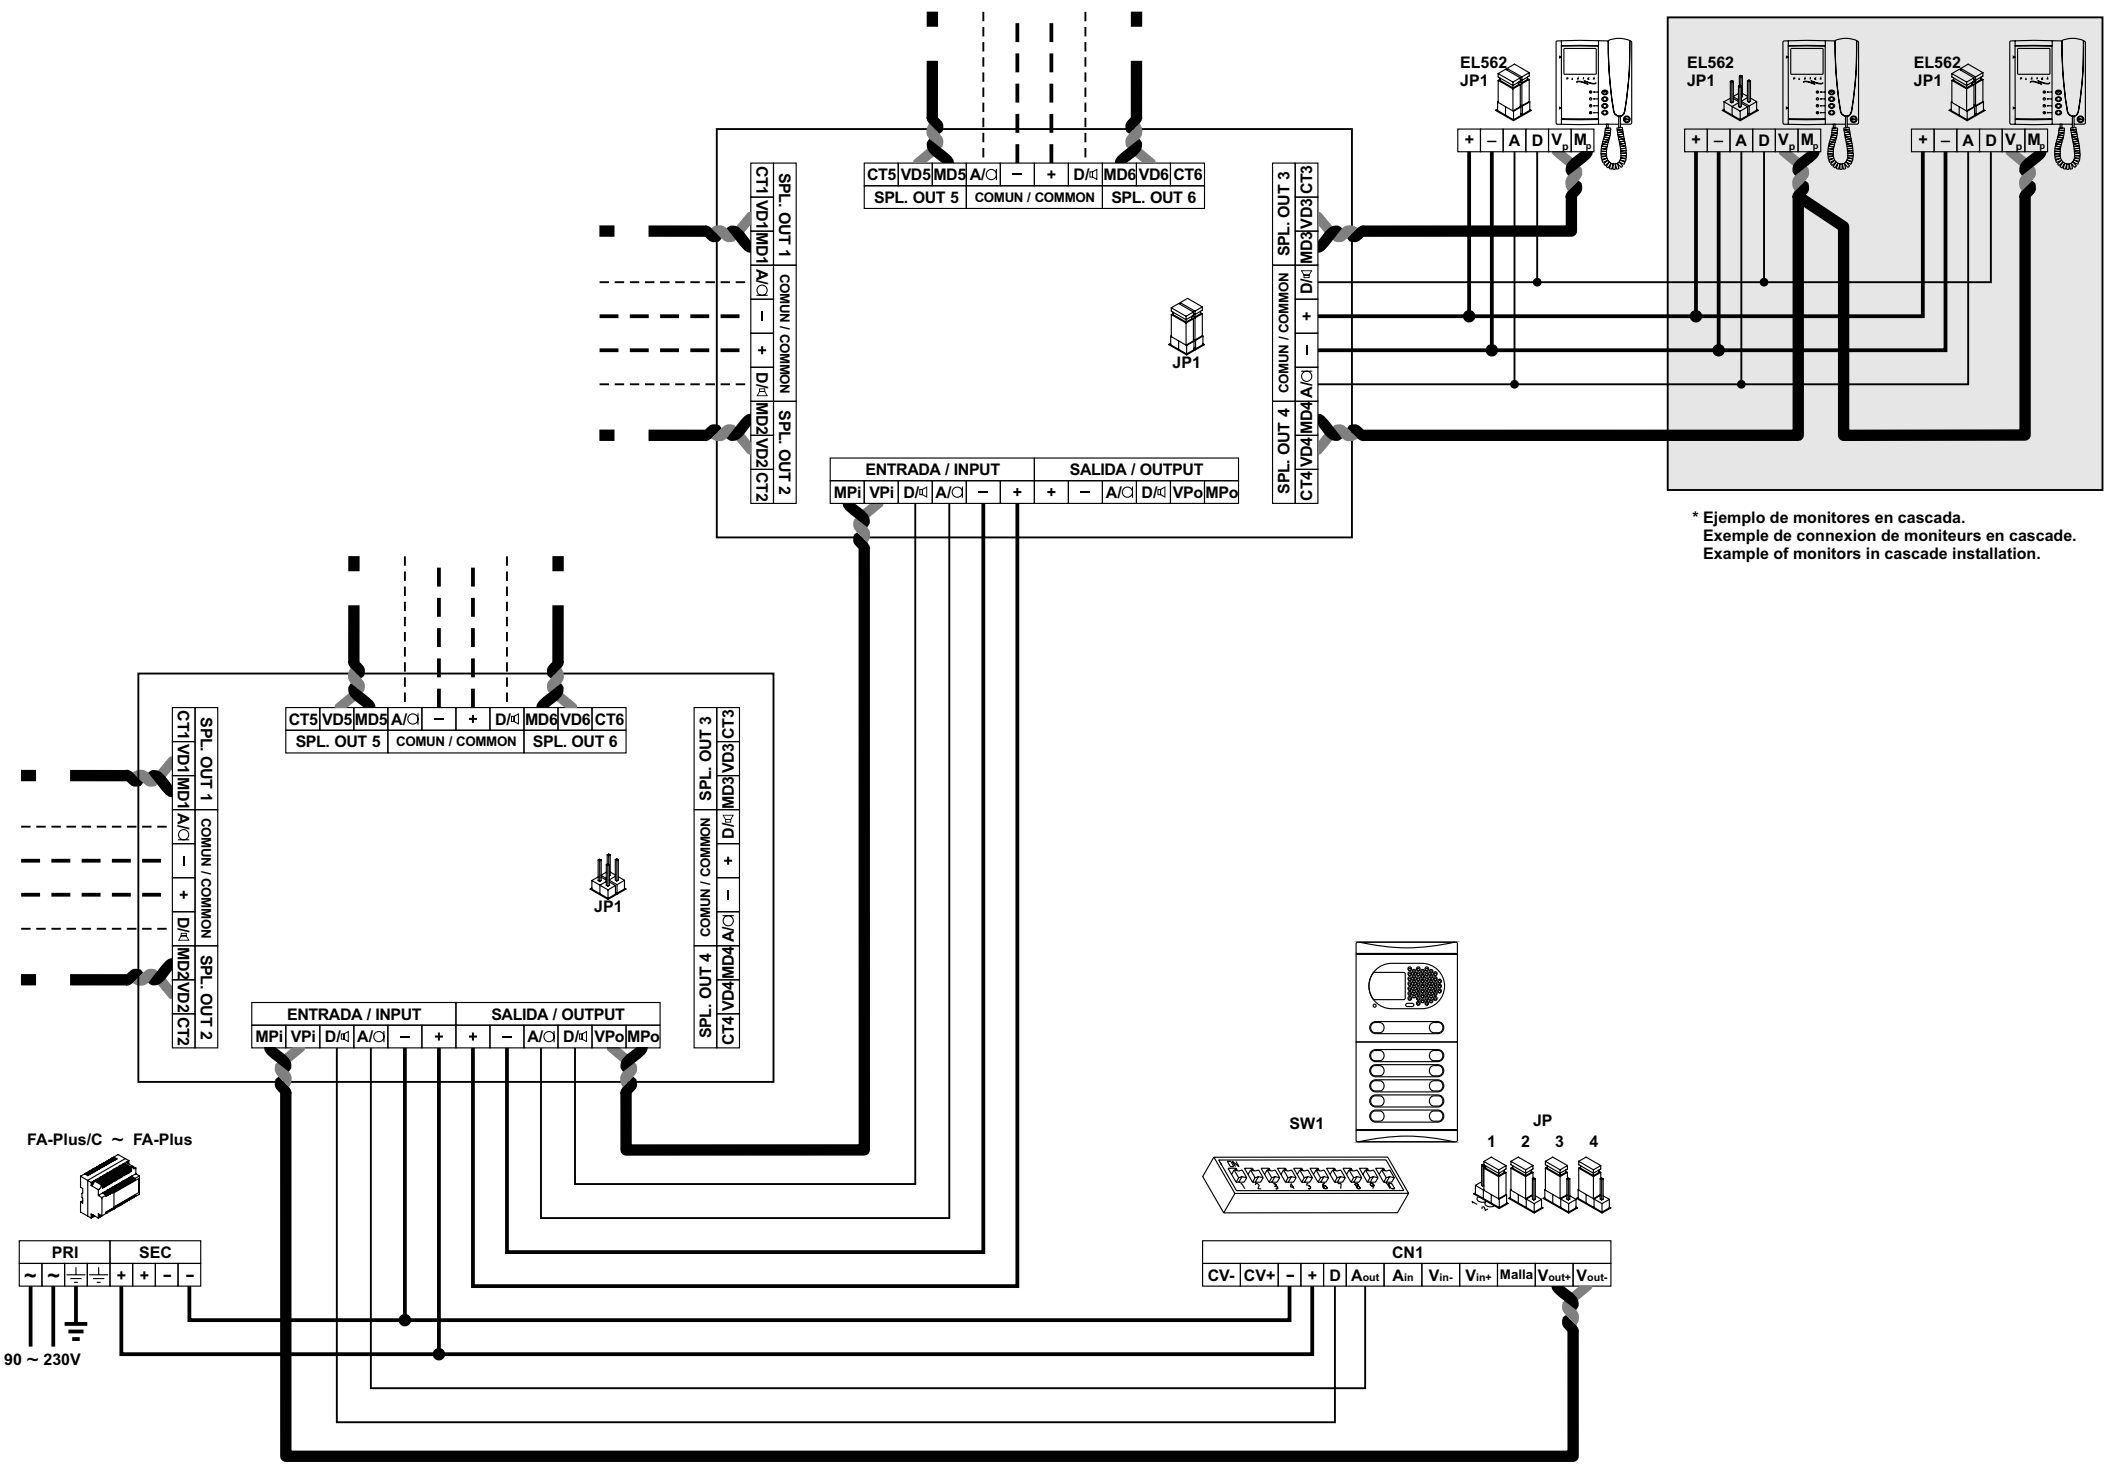 EL562
JP1
+ – A D Vp Mp
EL562
JP1
+ – A D Vp Mp
EL562
JP1
+ – A D Vp Mp
* Ejemplo de monitores en cascada.
Exemple de connexion de moniteurs en cascade.
Example of monitors in cascade installation.
CT5 VD5 MD5 A/ – + D/ MD6 VD6 CT6
SPL. OUT 5 COMUN / COMMON SPL. OUT 6
CT1 VD1 MD1 A/ – + D/ MD2 VD2 CT2
SPL. OUT 1 COMUN / COMMON SPL. OUT 2
SPL. OUT 4 COMUN / COMMON SPL. OUT 3
CT4 VD4 MD4 A/ – + D/ MD3 VD3 CT3
JP1
ENTRADA / INPUT SALIDA / OUTPUT
MPi VPi D/ A/ – + + – A/ D/ VPo MPo
CT5 VD5 MD5 A/ – + D/ MD6 VD6 CT6
SPL. OUT 5 COMUN / COMMON SPL. OUT 6
CT1 VD1 MD1 A/ – + D/ MD2 VD2 CT2
SPL. OUT 1 COMUN / COMMON SPL. OUT 2
SPL. OUT 4 COMUN / COMMON SPL. OUT 3
CT4 VD4 MD4 A/ – + D/ MD3 VD3 CT3
JP1
ENTRADA / INPUT SALIDA / OUTPUT
MPi VPi D/ A/ – + + – A/ D/ VPo MPo
FA-Plus/C ~ FA-Plus
PRI SEC
~ ~ + + – –
90 ~ 230V
SW1
ON
JP
1 2 3 4
1
2
CN1
CV- CV+ – + D Aout Ain Vin- Vin+ Malla Vout+ Vout-